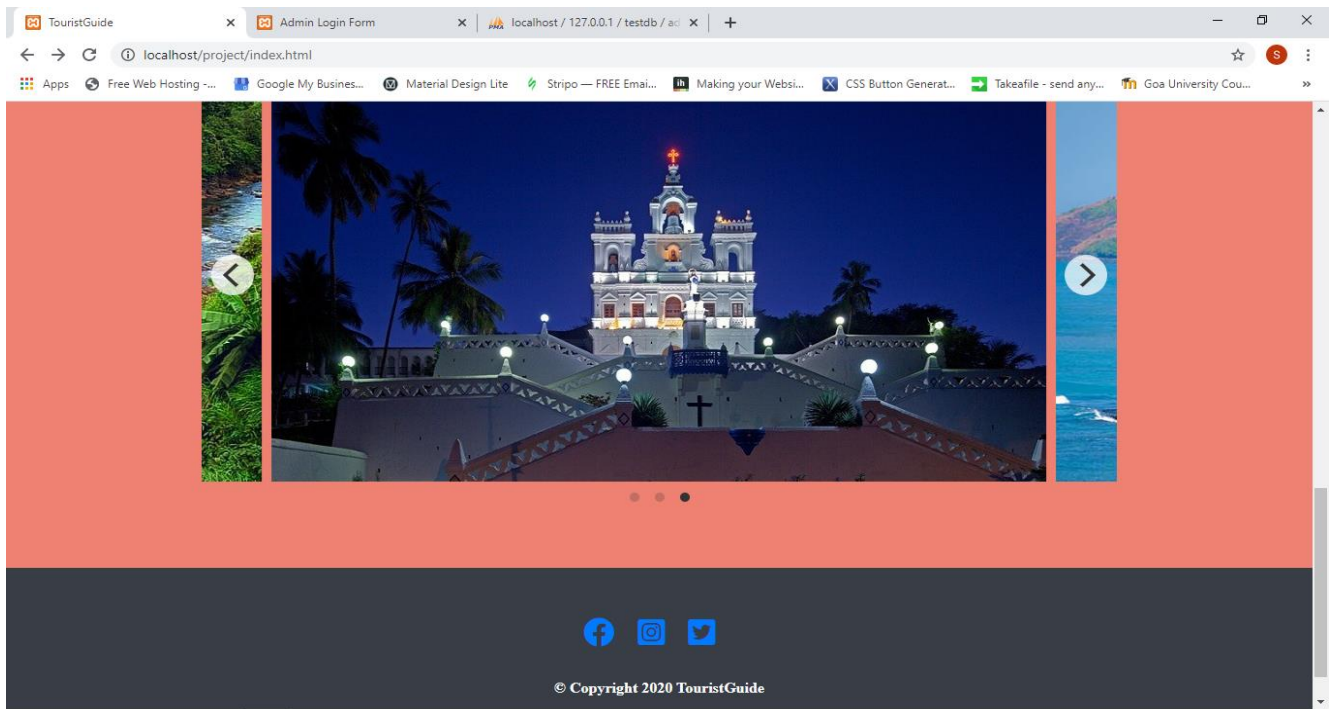 TouristGuide
Admin Login Form
PMA localhost / 127.0.0.1 / testdb / ad
localhost/project/index.html
S
Apps Free Web Hosting -... Google My Busines... Material Design Lite Stripo — FREE Emai... ih Making your Websi... CSS Button Generat... Takeafile - send any... Goa University Cou... »
© Copyright 2020 TouristGuide